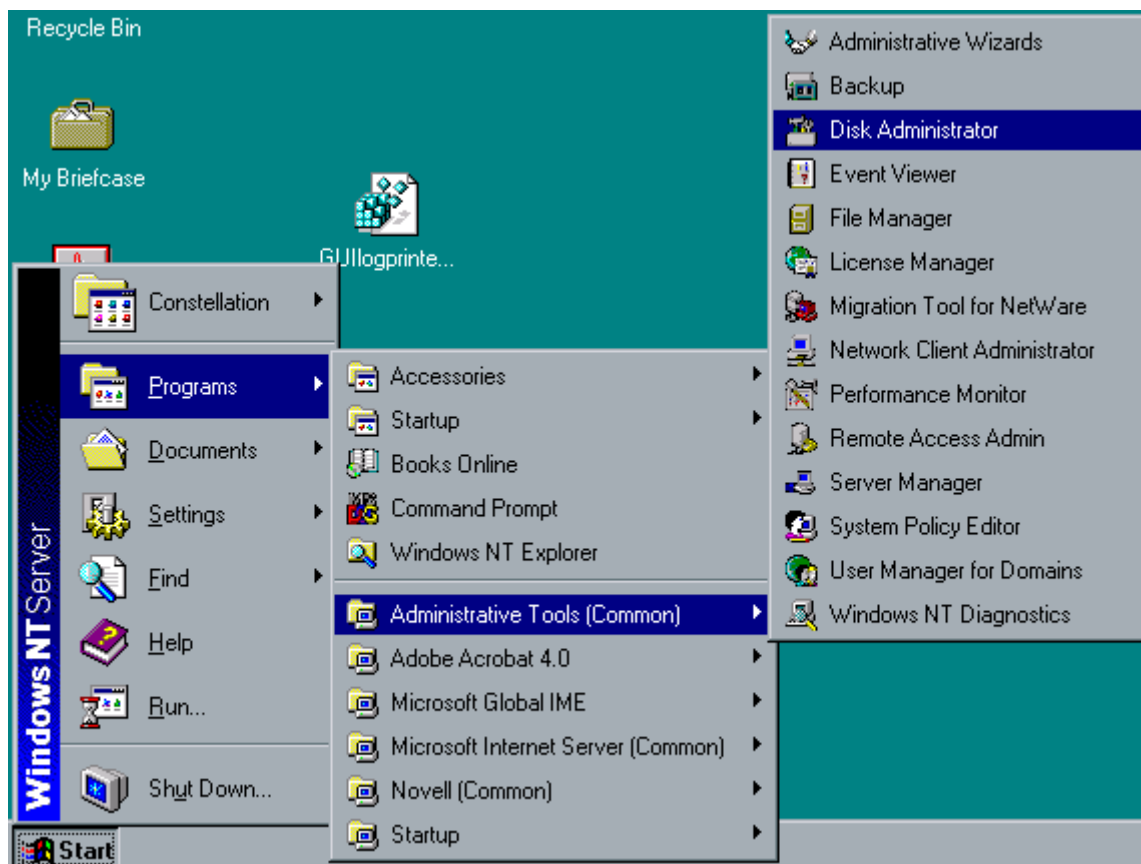 Recycle Bin
My Briefcase
GUIlogprinte...
Windows NT Server
Constellation
Programs
Documents
Settings
Find
Help
Run...
Shut Down...
Start
Accessories
Startup
Books Online
Command Prompt
Windows NT Explorer
Administrative Tools (Common)
Adobe Acrobat 4.0
Microsoft Global IME
Microsoft Internet Server (Common)
Novell (Common)
Startup
Administrative Wizards
Backup
Disk Administrator
Event Viewer
File Manager
License Manager
Migration Tool for NetWare
Network Client Administrator
Performance Monitor
Remote Access Admin
Server Manager
System Policy Editor
User Manager for Domains
Windows NT Diagnostics